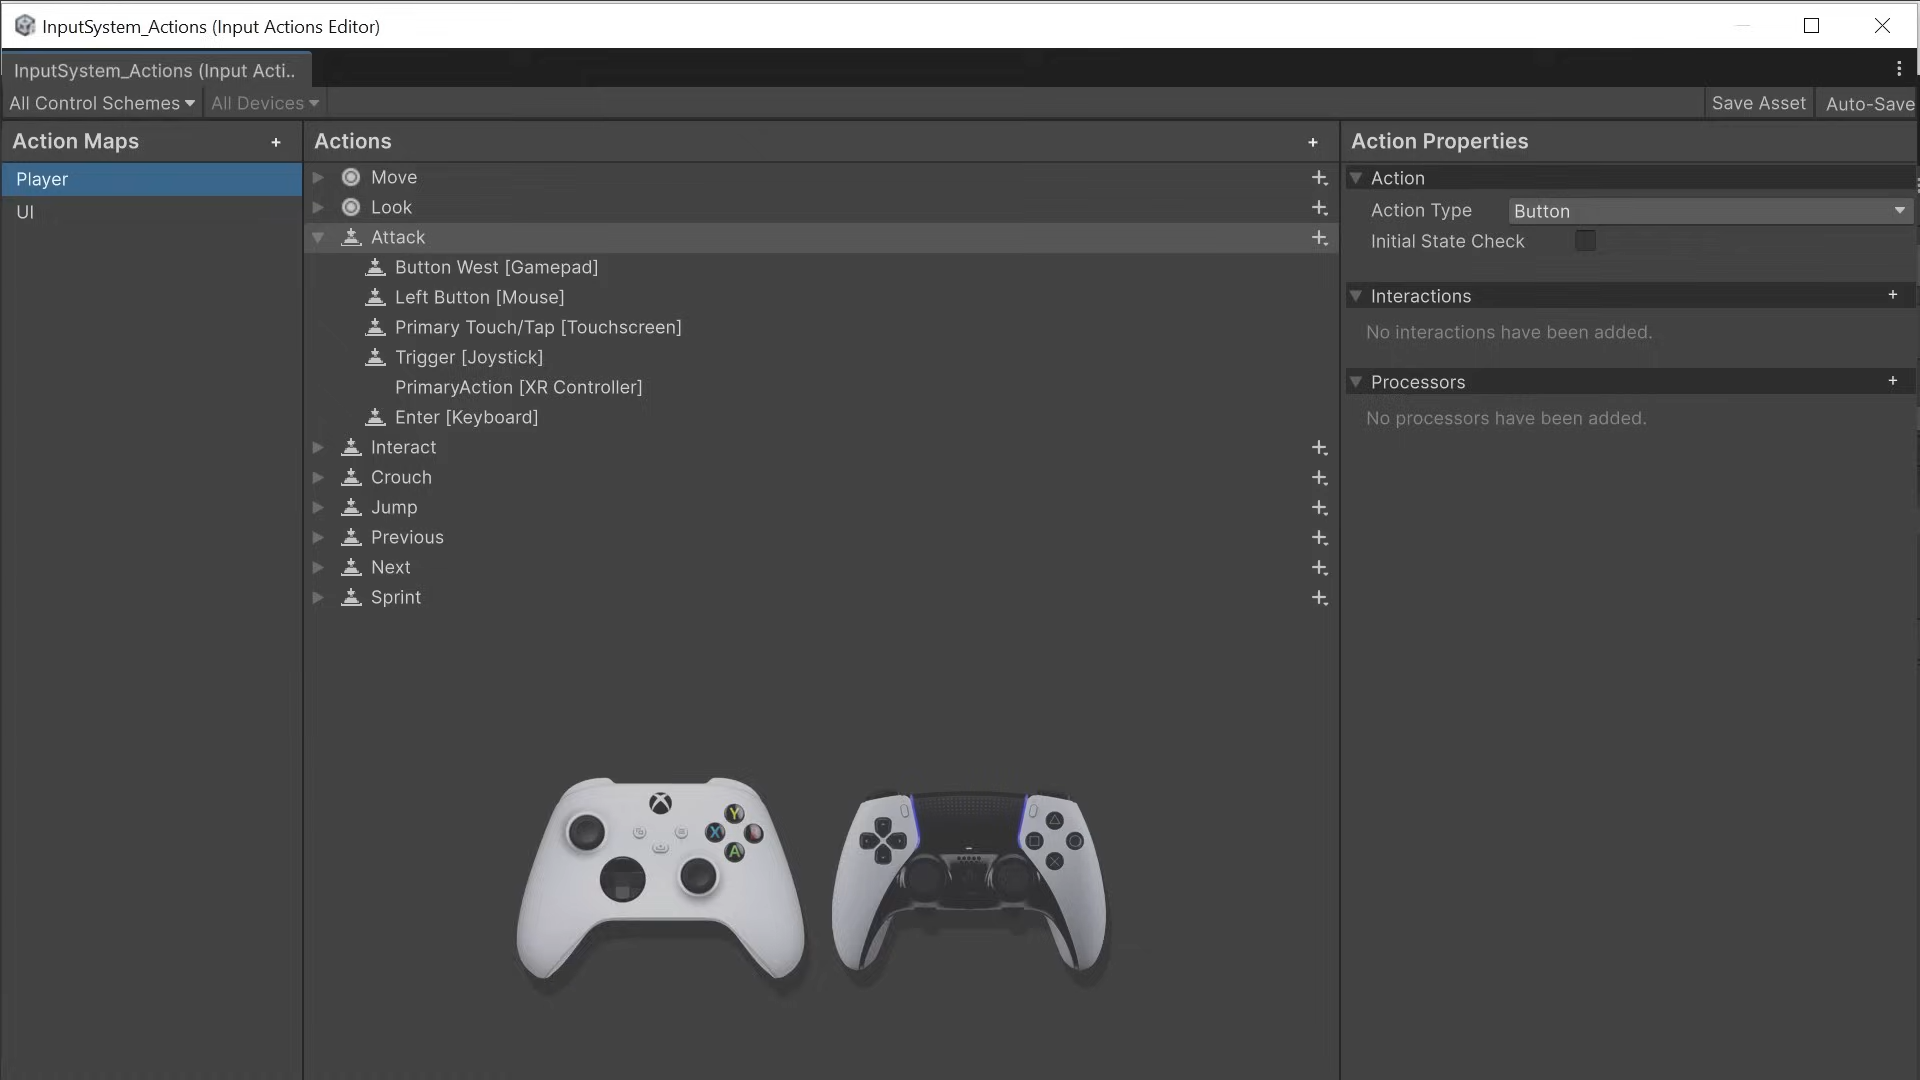 InputSystem_Actions (Input Actions Editor)
InputSystem_Actions (Input Acti..
All Control Schemes
All Devices
Save Asset
Auto-Save
Action Maps
+
Player
UI
Actions
+
Move
Look
Attack
Button West [Gamepad]
Left Button [Mouse]
Primary Touch/Tap [Touchscreen]
Trigger [Joystick]
PrimaryAction [XR Controller]
Enter [Keyboard]
Interact
Crouch
Jump
Previous
Next
Sprint
Action Properties
Action
Action Type
Button
Initial State Check
Interactions
+
No interactions have been added.
Processors
+
No processors have been added.
Y
X
A